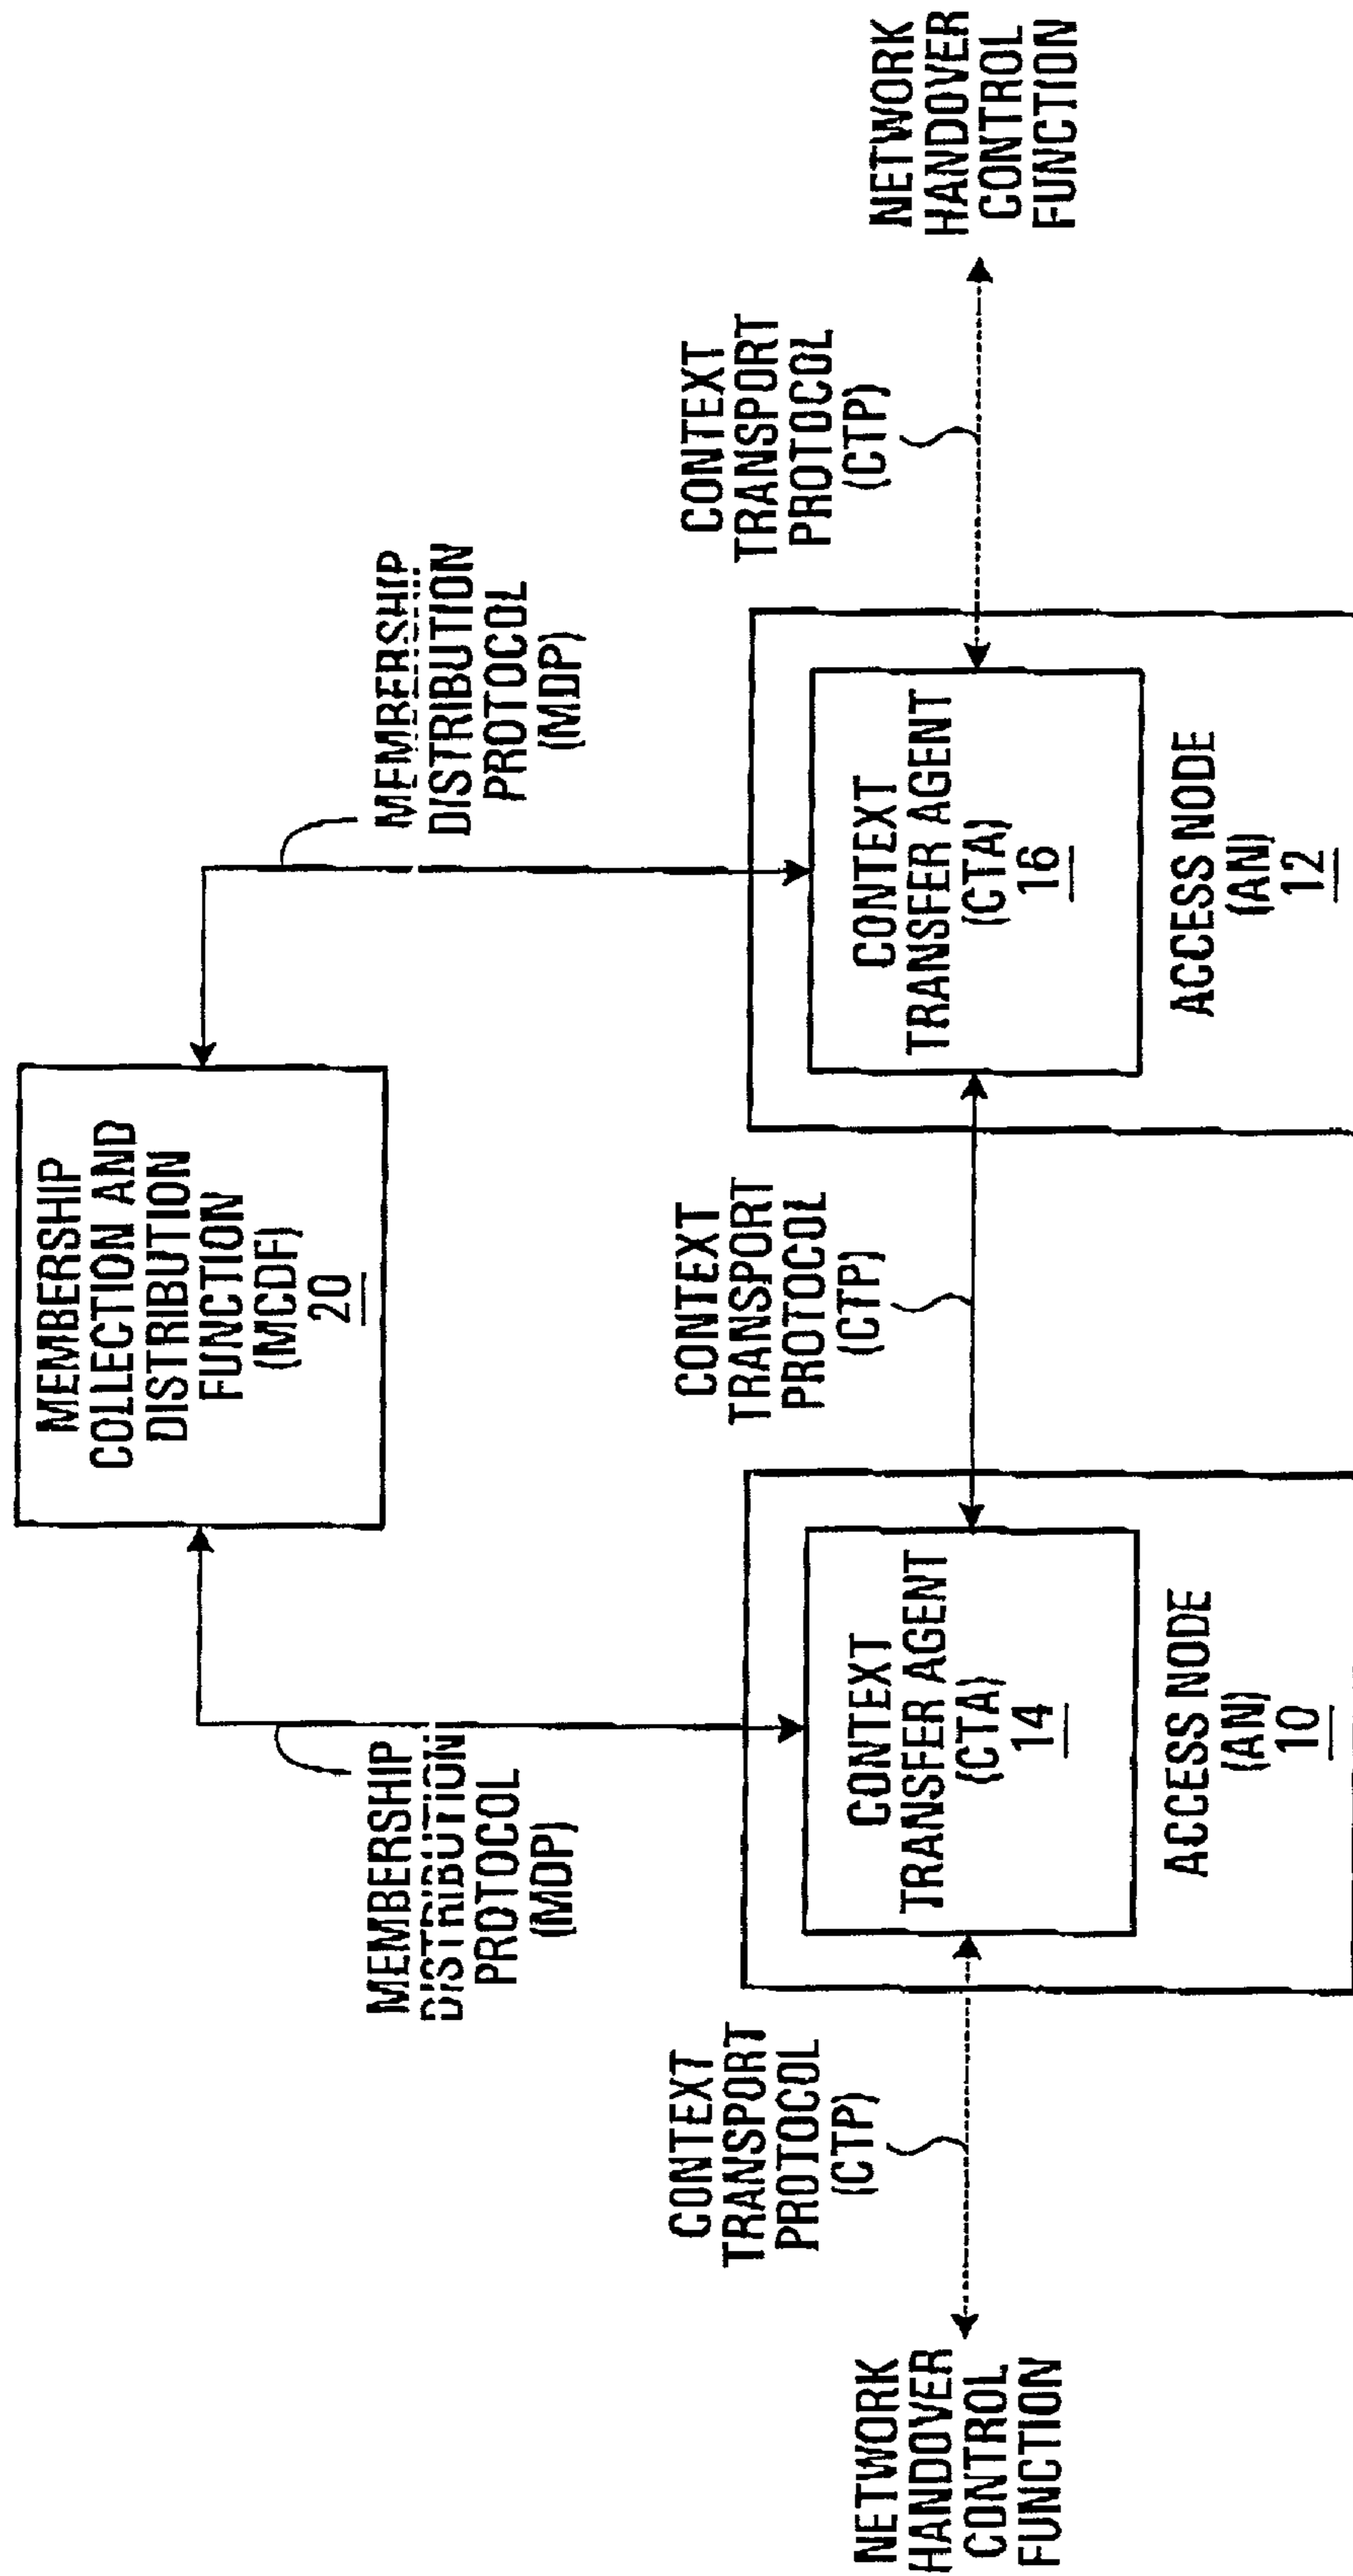 MEMBERSHIP
COLLECTION AND
DISTRIBUTION
FUNCTION
(MCDF)
20
MEMBERSHIP
DISTRIBUTION
PROTOCOL
(MDP)
MEMBERSHIP
DISTRIBUTION
PROTOCOL
(MDP)
NETWORK
HANDOVER
CONTROL
FUNCTION
CONTEXT
TRANSPORT
PROTOCOL
(CTP)
CONTEXT
TRANSFER AGENT
(CTA)
14
ACCESS NODE
(AN)
10
CONTEXT
TRANSPORT
PROTOCOL
(CTP)
CONTEXT
TRANSFER AGENT
(CTA)
16
ACCESS NODE
(AN)
12
CONTEXT
TRANSPORT
PROTOCOL
(CTP)
NETWORK
HANDOVER
CONTROL
FUNCTION